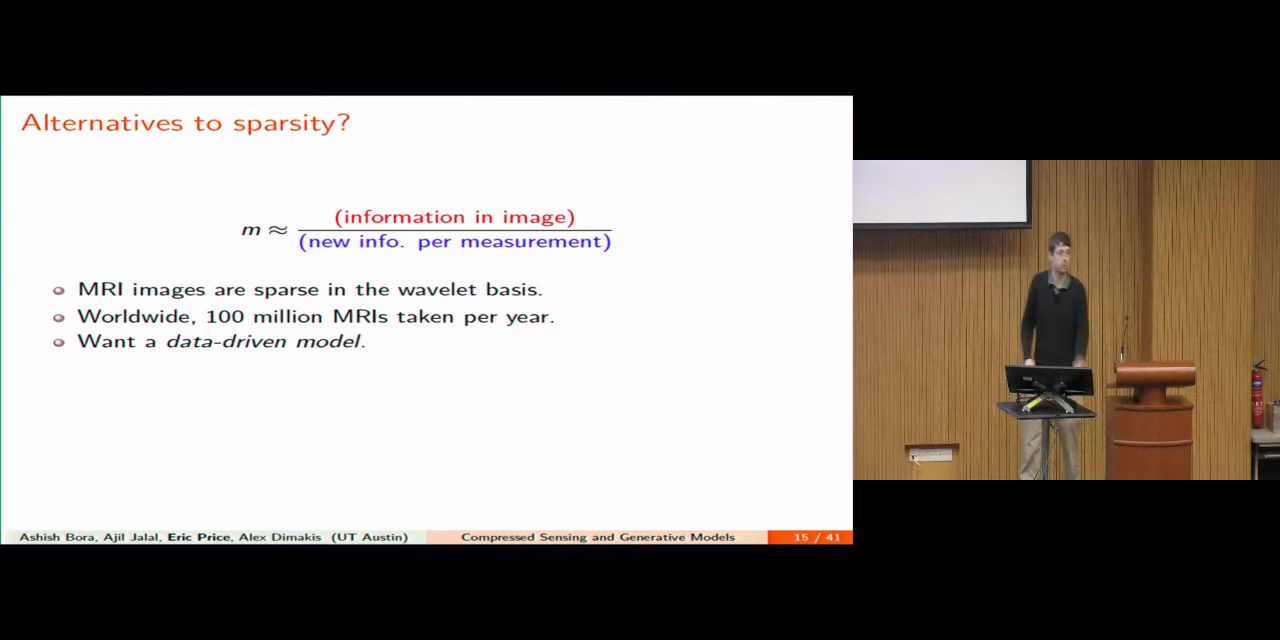 Alternatives to sparsity?
m ≈ (information in image)
(new info. per measurement)
MRI images are sparse in the wavelet basis.
Worldwide, 100 million MRIs taken per year.
Want a data-driven model.
Ashish Bora, Ajil Jalal, Eric Price, Alex Dimakis (UT Austin) Compressed Sensing and Generative Models 15 / 41